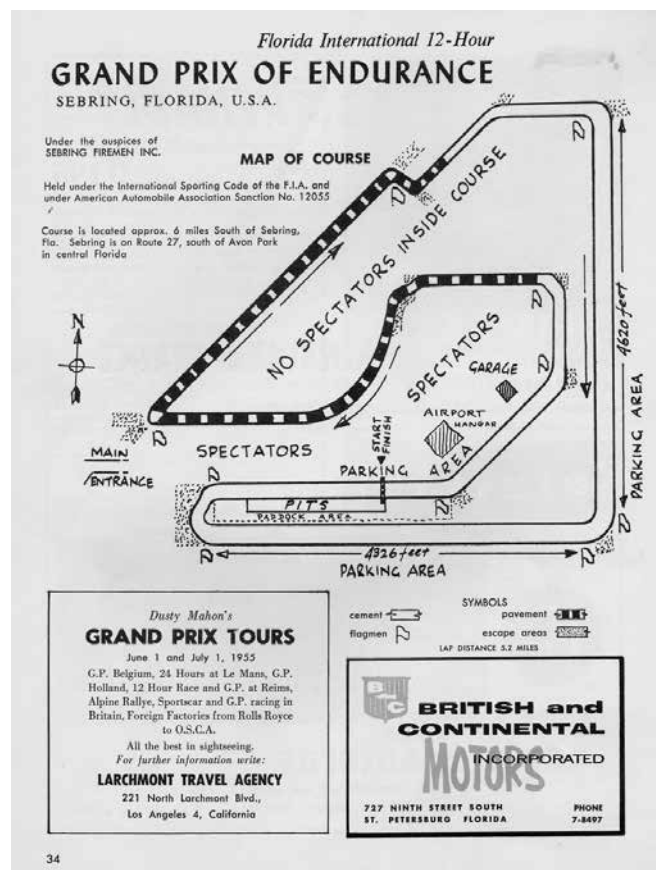 Florida International 12-Hour
GRAND PRIX OF ENDURANCE
SEBRING, FLORIDA, U.S.A.
Under the auspices of
SEBRING FIREMEN INC.
MAP OF COURSE
Held under the International Sporting Code of the F.I.A. and
under American Automobile Association Sanction No. 12055
Course is located approx. 6 miles South of Sebring,
Fla. Sebring is on Route 27, south of Avon Park
in central Florida
NO SPECTATORS INSIDE COURSE
N
4620 feet
PARKING AREA
SPECTATORS
GARAGE
AIRPORT
HANGAR
START
FINISH
MAIN
ENTRANCE
SPECTATORS
PARKING AREA
PITS
PADDOCK AREA
4326 feet
PARKING AREA
SYMBOLS
cement
pavement
flagmen
escape areas
LAP DISTANCE 5.2 MILES
Dusty Mahon's
GRAND PRIX TOURS
June 1 and July 1, 1955
G.P. Belgium, 24 Hours at Le Mans, G.P.
Holland, 12 Hour Race and G.P. at Reims,
Alpine Rallye, Sportscar and G.P. racing in
Britain, Foreign Factories from Rolls Royce
to O.S.C.A.
All the best in sightseeing.
For further information write:
LARCHMONT TRAVEL AGENCY
221 North Larchmont Blvd.,
Los Angeles 4, California
BRITISH and
CONTINENTAL
MOTORS
INCORPORATED
727 NINTH STREET SOUTH
ST. PETERSBURG FLORIDA
PHONE
7-8497
34